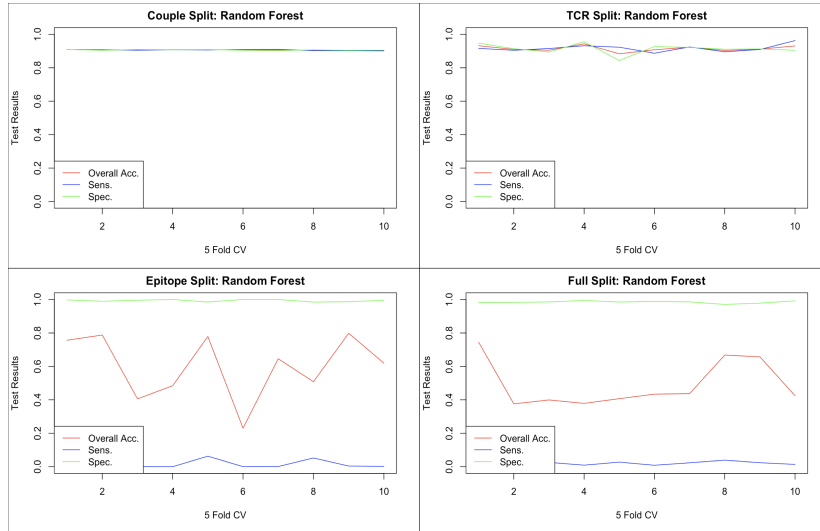 Couple Split: Random Forest
Test Results
0.0 0.2 0.4 0.6 0.8 1.0
Overall Acc.
Sens.
Spec.
2 4 6 8 10
5 Fold CV
TCR Split: Random Forest
Test Results
0.0 0.2 0.4 0.6 0.8 1.0
Overall Acc.
Sens.
Spec.
2 4 6 8 10
5 Fold CV
Epitope Split: Random Forest
Test Results
0.0 0.2 0.4 0.6 0.8 1.0
Overall Acc.
Sens.
Spec.
2 4 6 8 10
5 Fold CV
Full Split: Random Forest
Test Results
0.0 0.2 0.4 0.6 0.8 1.0
Overall Acc.
Sens.
Spec.
2 4 6 8 10
5 Fold CV